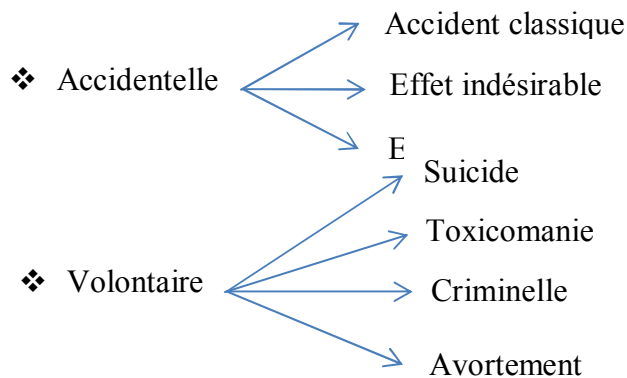 Accident classique
❖ Accidentelle
Effet indésirable
E
Suicide
Toxicomanie
❖ Volontaire
Criminelle
Avortement